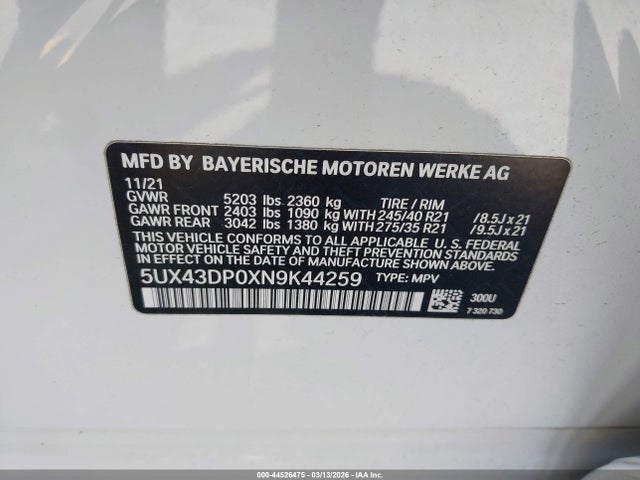 MFD BY BAYERISCHE MOTOREN WERKE AG
11/21
GVWR 5203 lbs 2360 kg TIRE / RIM
GAWR FRONT 2403 lbs 1090 kg WITH 245/40 R21 /8.5J x 21
GAWR REAR 3042 lbs 1380 kg WITH 275/35 R21 /9.5J x 21
THIS VEHICLE CONFORMS TO ALL APPLICABLE U. S. FEDERAL
MOTOR VEHICLE SAFETY AND THEFT PREVENTION STANDARDS
IN EFFECT ON THE DATE OF MANUFACTURE SHOWN ABOVE.
5UX43DP0XN9K44259 TYPE: MPV
300U
7 320 730
000-44526475 | 03/13/2026 - IAA Inc.